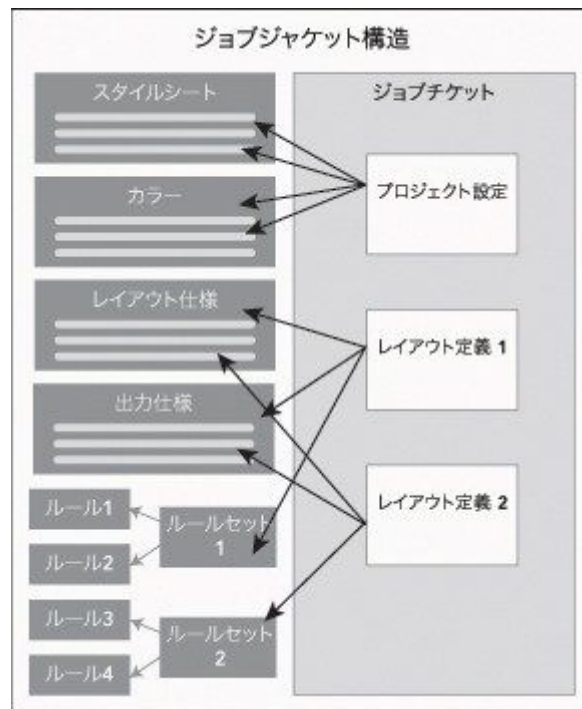 ジョブジャケット構造
スタイルシート
カラー
レイアウト仕様
出力仕様
ルール1
ルール2
ルールセット
1
ルール3
ルール4
ルールセット
2
ジョブチケット
プロジェクト設定
レイアウト定義 1
レイアウト定義 2